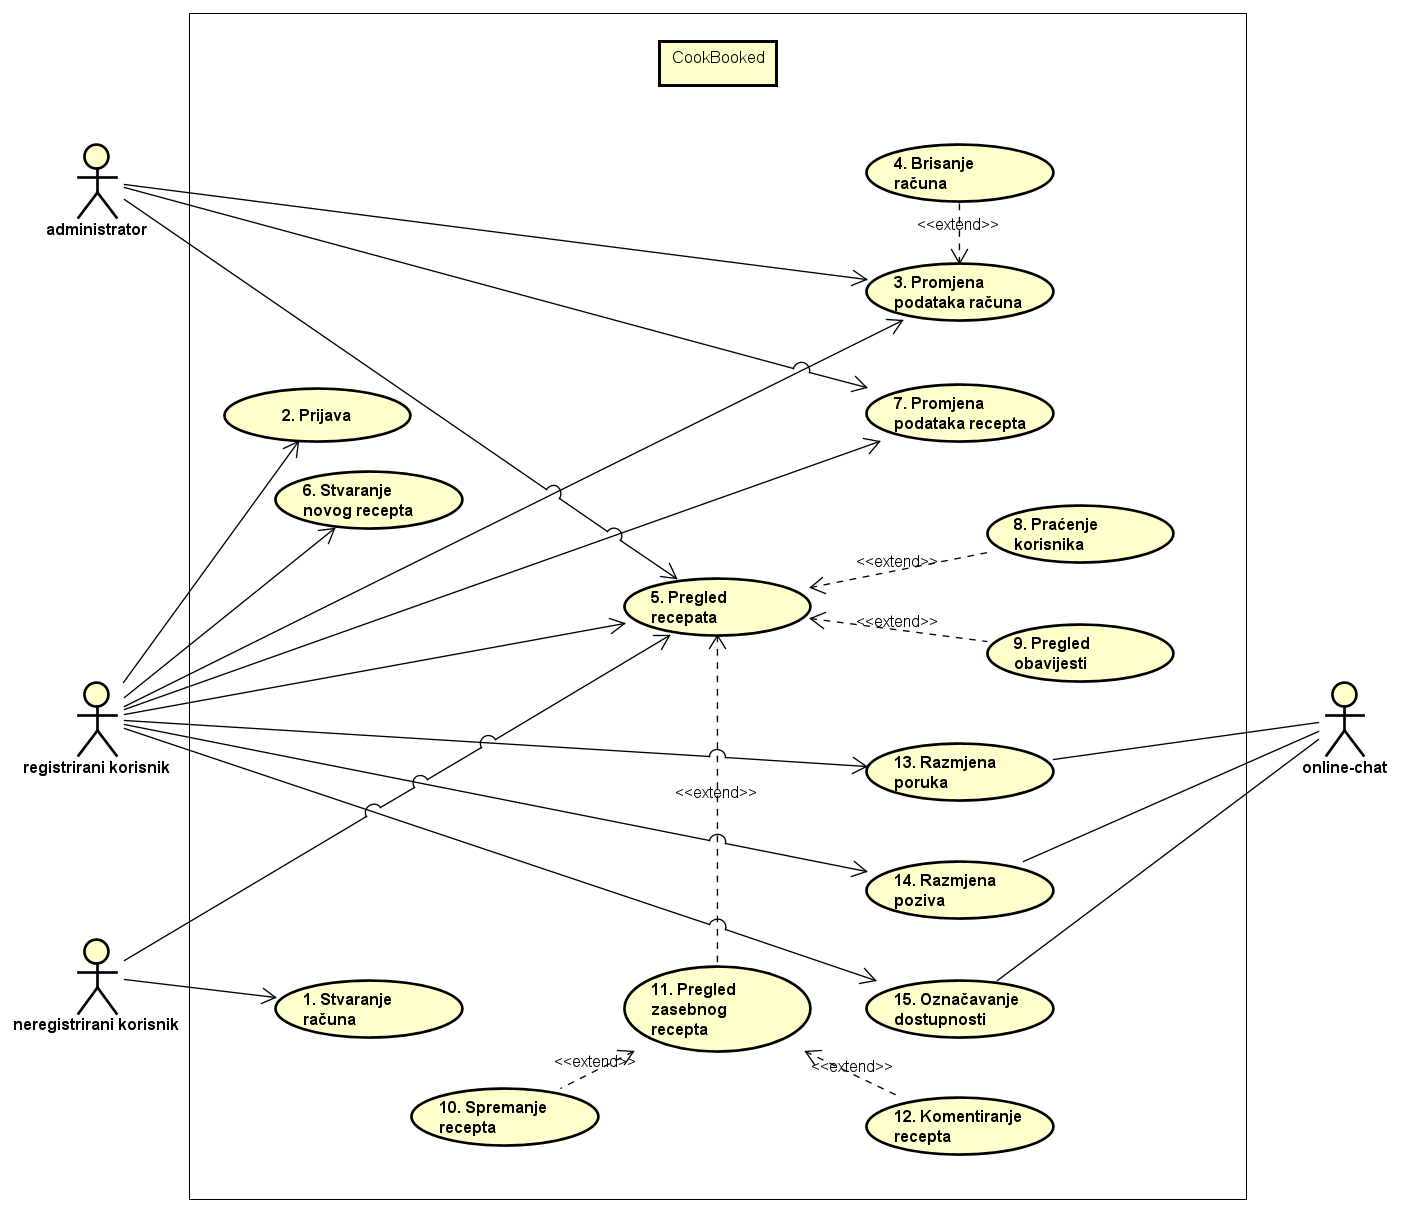 CookBooked
4. Brisanje
računa
<<extend>>
administrator
3. Promjena
podataka računa
7. Promjena
podataka recepta
2. Prijava
6. Stvaranje
novog recepta
8. Praćenje
korisnika
<<extend>>
5. Pregled
recepata
<<extend>>
9. Pregled
obavijesti
registrirani korisnik
13. Razmjena
poruka
online-chat
<<extend>>
14. Razmjena
poziva
neregistrirani korisnik
1. Stvaranje
računa
11. Pregled
zasebnog
recepta
15. Označavanje
dostupnosti
<<extend>>
<<extend>>
10. Spremanje
recepta
12. Komentiranje
recepta